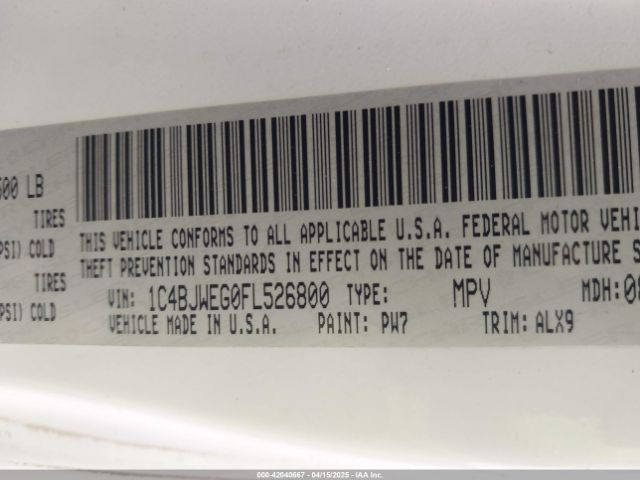 600 LB
TIRES
PSI) COLD
TIRES
PSI) COLD
THIS VEHICLE CONFORMS TO ALL APPLICABLE U.S.A. FEDERAL MOTOR VEHI
THEFT PREVENTION STANDARDS IN EFFECT ON THE DATE OF MANUFACTURE S
VIN: 1C4BJWEG0FL526800 TYPE: MPV MDH:
VEHICLE MADE IN U.S.A. PAINT: PW7 TRIM: ALX9
000-42040667 - 04/15/2025 - IAA Inc.